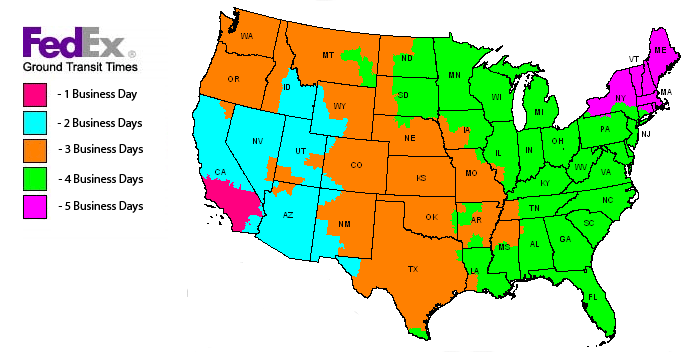 FedEx®
Ground Transit Times
- 1 Business Day
- 2 Business Days
- 3 Business Days
- 4 Business Days
- 5 Business Days
WA
MT
ND
MN
VT
ME
OR
ID
SD
WI
MI
NY
MA
WY
IA
PA
NJ
NV
UT
NE
IL
IN
OH
CA
CO
KS
MO
KY
WV
VA
AZ
NM
OK
AR
TN
NC
SC
TX
LA
MS
AL
GA
FL